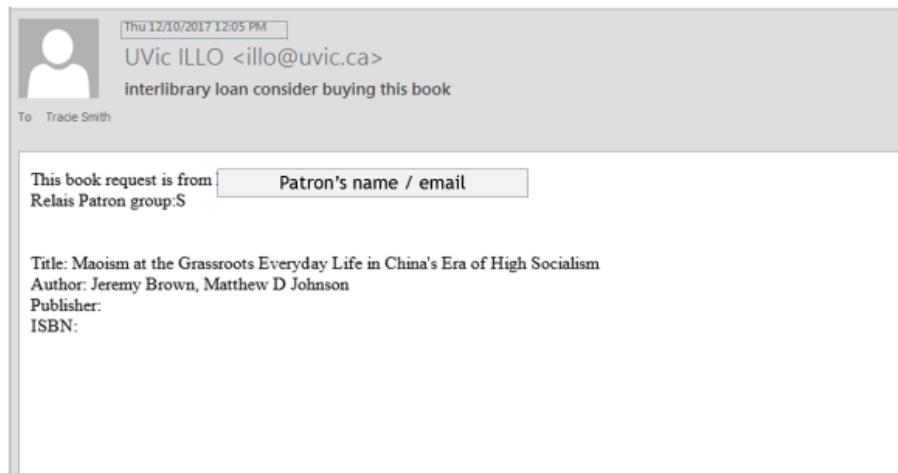 Thu 12/10/2017 12:05 PM
UVic ILLO <illo@uvic.ca>
interlibrary loan consider buying this book
To Tracie Smith
This book request is from Patron's name / email
Relais Patron group:S
Title: Maoism at the Grassroots Everyday Life in China's Era of High Socialism
Author: Jeremy Brown, Matthew D Johnson
Publisher:
ISBN: